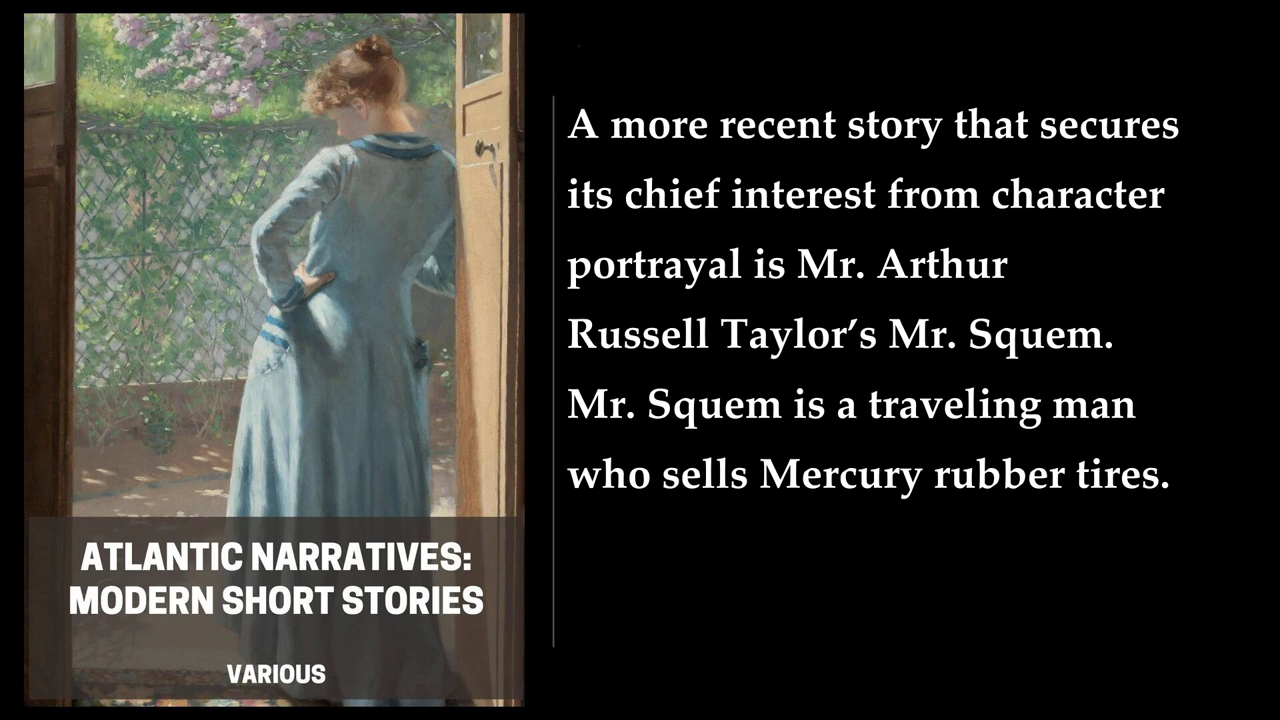 A more recent story that secures
its chief interest from character
portrayal is Mr. Arthur
Russell Taylor’s Mr. Squem.
Mr. Squem is a traveling man
who sells Mercury rubber tires.
ATLANTIC NARRATIVES:
MODERN SHORT STORIES
VARIOUS